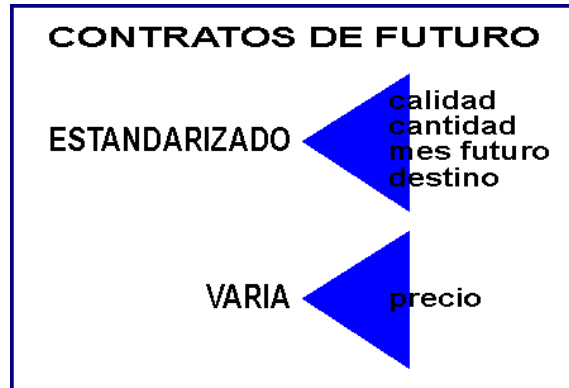 CONTRATOS DE FUTURO
ESTANDARIZADO
calidad
cantidad
mes futuro
destino
VARIA
precio